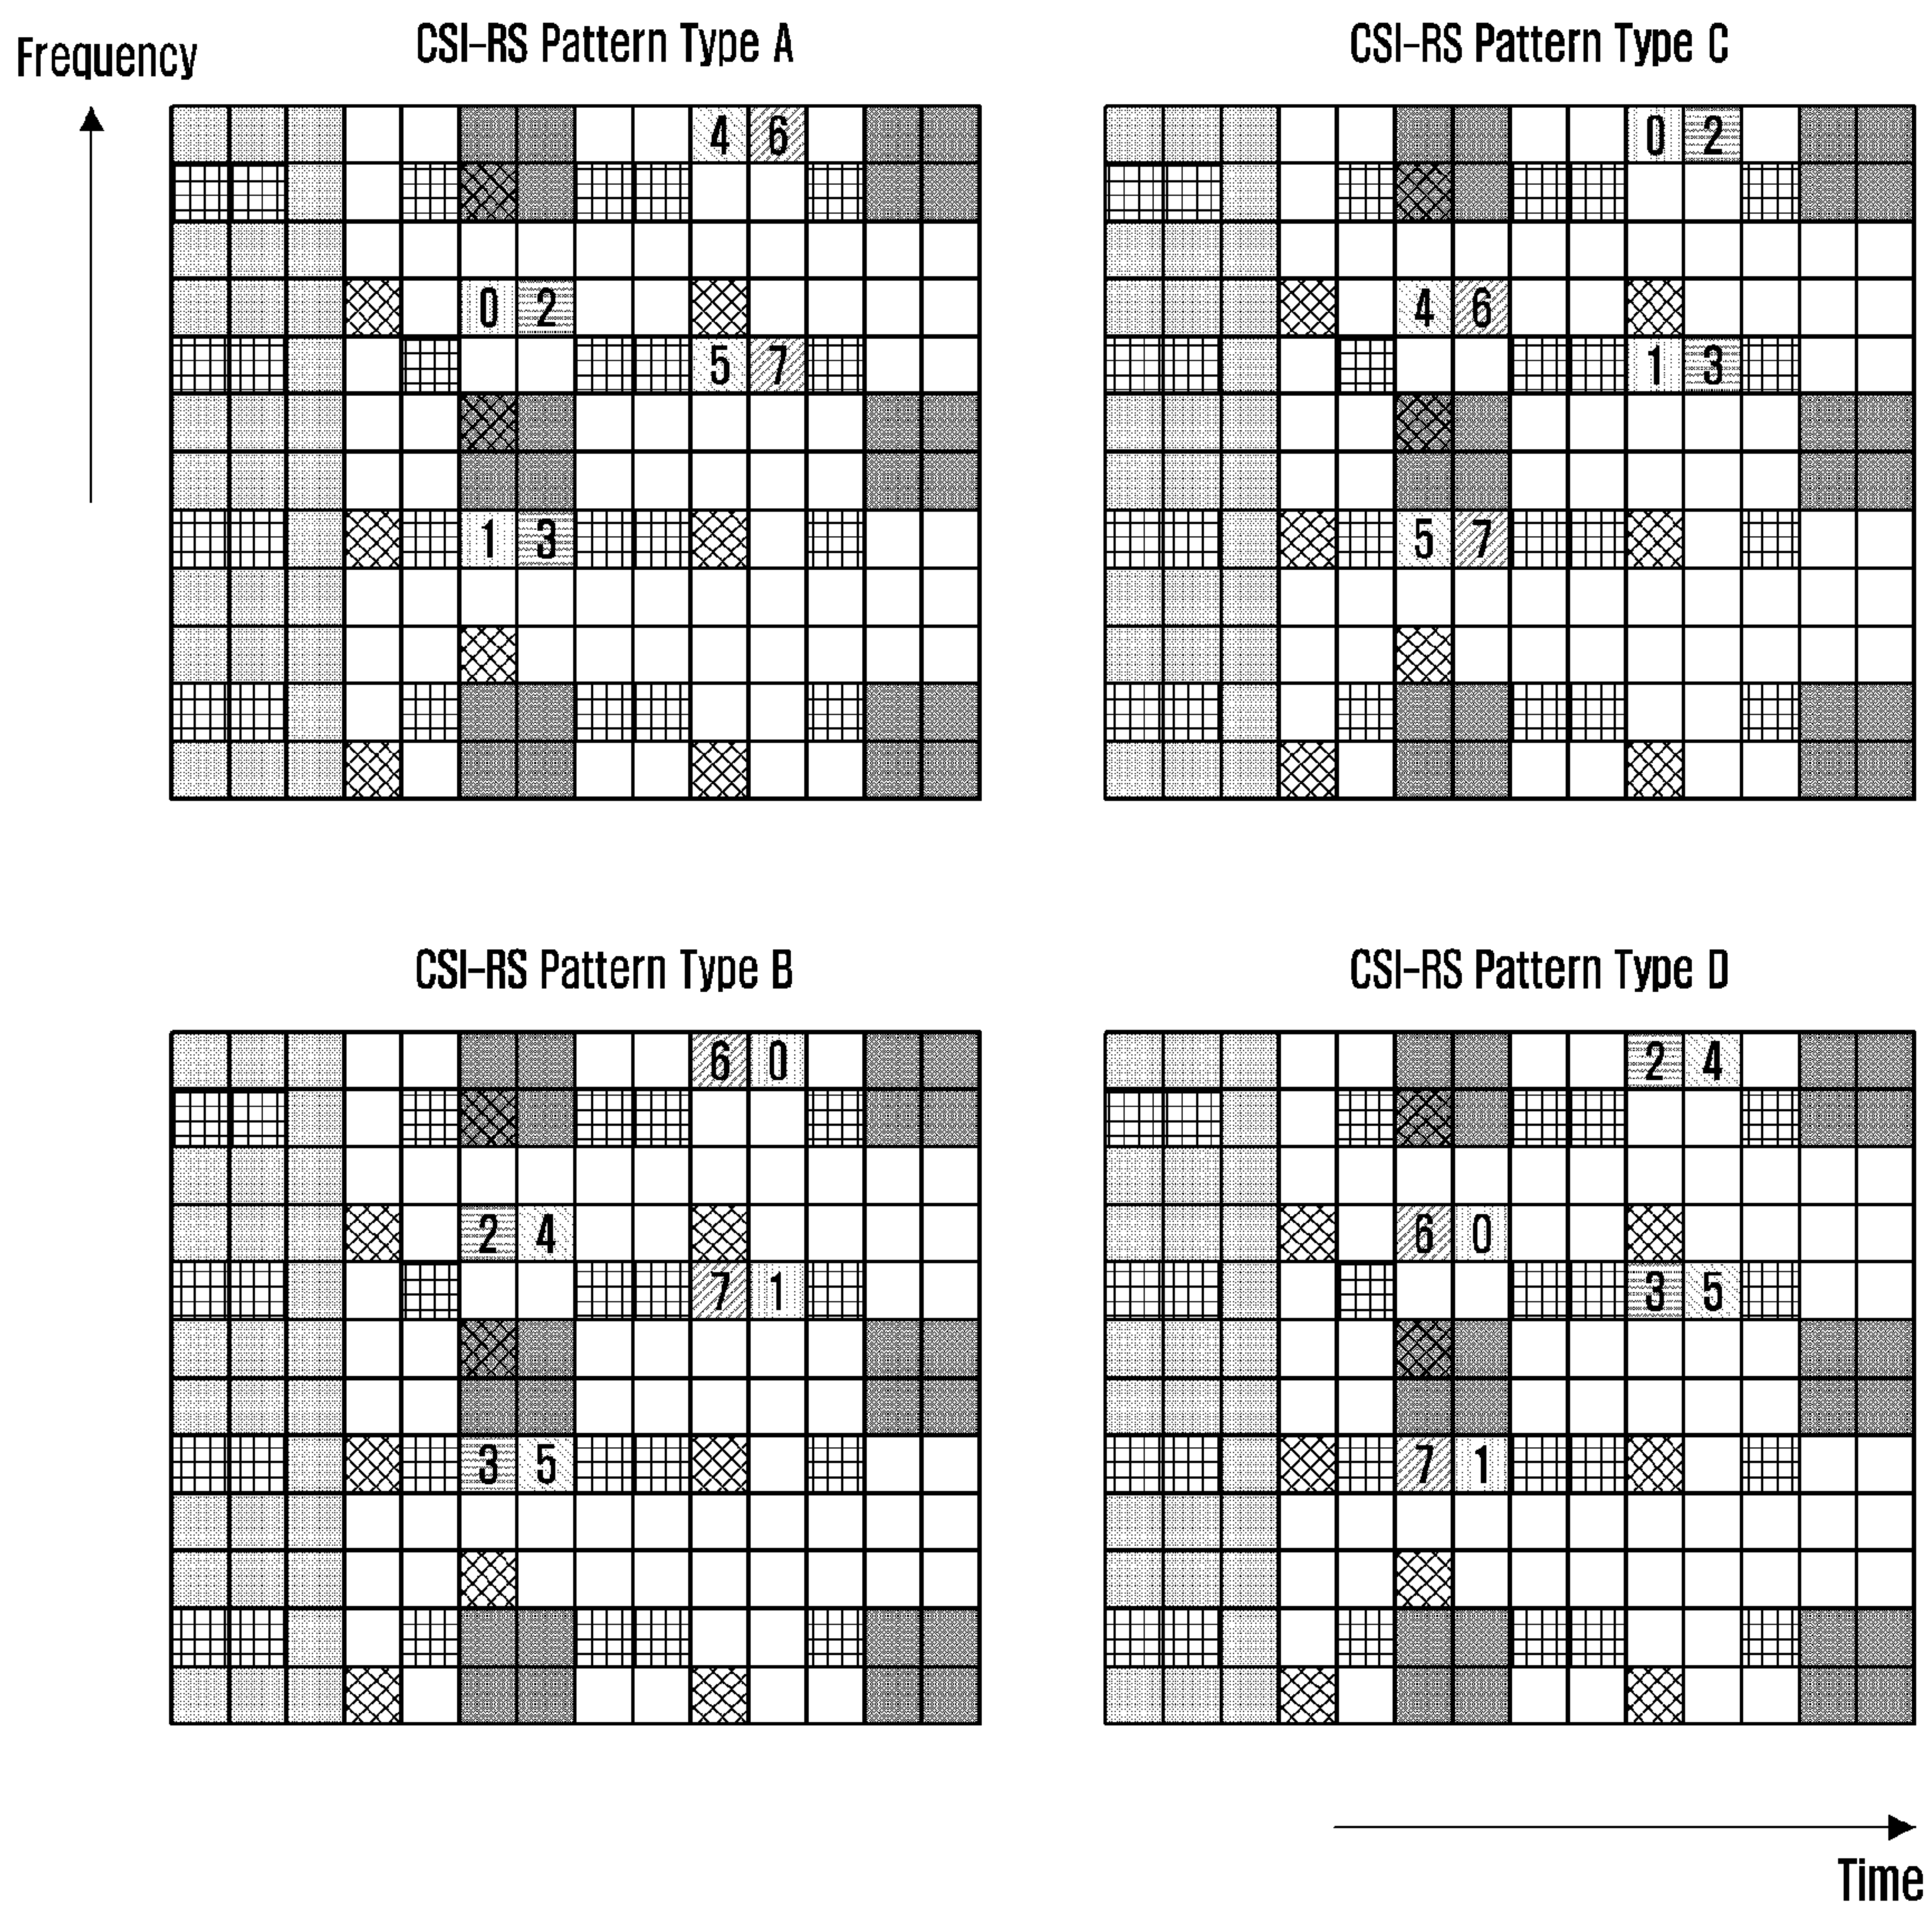 Frequency
CSI-RS Pattern Type A
4 6
0 2
5 7
1 3
CSI-RS Pattern Type C
0 2
4 6
1 3
5 7
CSI-RS Pattern Type B
6 0
2 4
7 1
3 5
CSI-RS Pattern Type D
2 4
6 0
3 5
7 1
Time